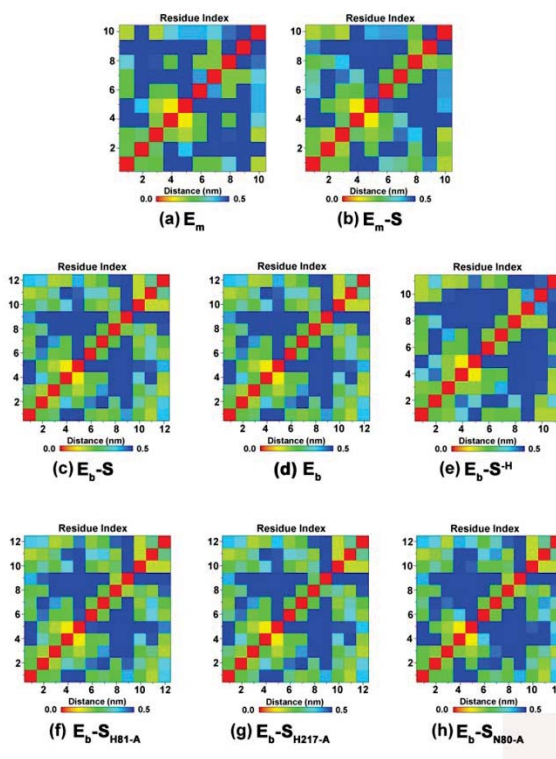 Residue Index
Residue Index
10
8
6
4
2
2 4 6 8 10
10
8
6
4
2
2 4 6 8 10
Distance (nm)
0.0 0.5
Distance (nm)
0.0 0.5
(a) Em
(b) Em-S
Residue Index
Residue Index
Residue Index
12
10
8
6
4
2
2 4 6 8 10 12
12
10
8
6
4
2
2 4 6 8 10 12
10
8
6
4
2
2 4 6 8 10
Distance (nm)
0.0 0.5
Distance (nm)
0.0 0.5
Distance (nm)
0.0 0.5
(c) Eb-S
(d) Eb
(e) Eb-S-H
Residue Index
Residue Index
Residue Index
12
10
8
6
4
2
2 4 6 8 10 12
12
10
8
6
4
2
2 4 6 8 10 12
12
10
8
6
4
2
2 4 6 8 10 12
Distance (nm)
0.0 0.5
Distance (nm)
0.0 0.5
Distance (nm)
0.0 0.5
(f) Eb-SH81-A
(g) Eb-SH217-A
(h) Eb-SN80-A